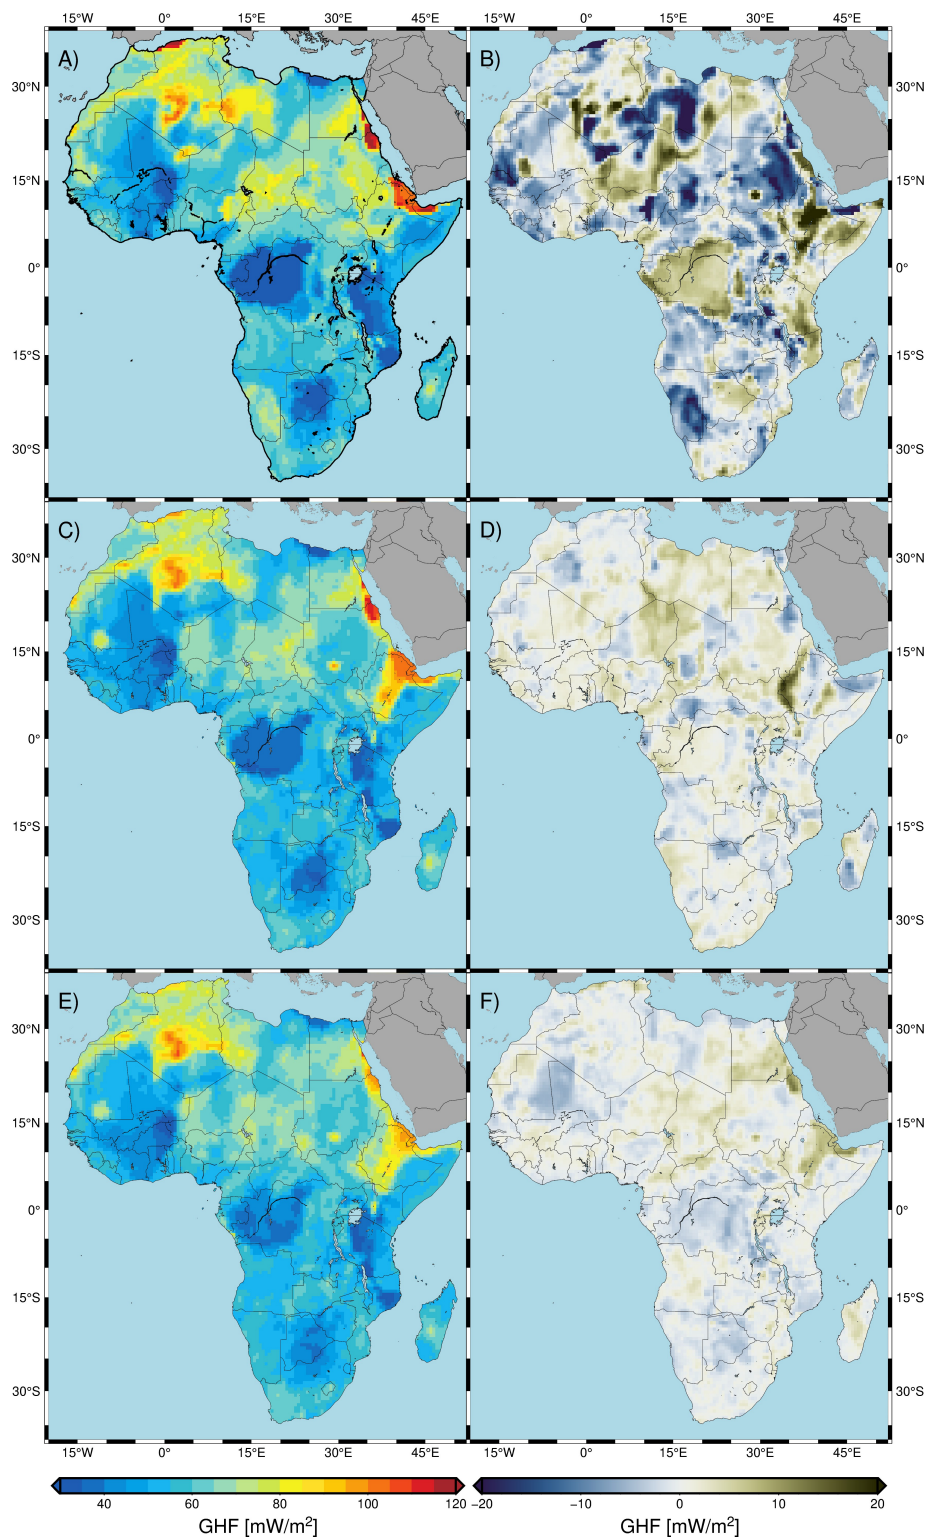 15°W 0° 15°E 30°E 45°E 15°W 0° 15°E 30°E 45°E
A) B)
30°N 30°N
15°N 15°N
0° 0°
15°S 15°S
30°S 30°S
C) D)
30°N 30°N
15°N 15°N
0° 0°
15°S 15°S
30°S 30°S
E) F)
30°N 30°N
15°N 15°N
0° 0°
15°S 15°S
30°S 30°S
15°W 0° 15°E 30°E 45°E 15°W 0° 15°E 30°E 45°E
40 60 80 100 120 −20 −10 0 10 20
GHF [mW/m²] GHF [mW/m²]